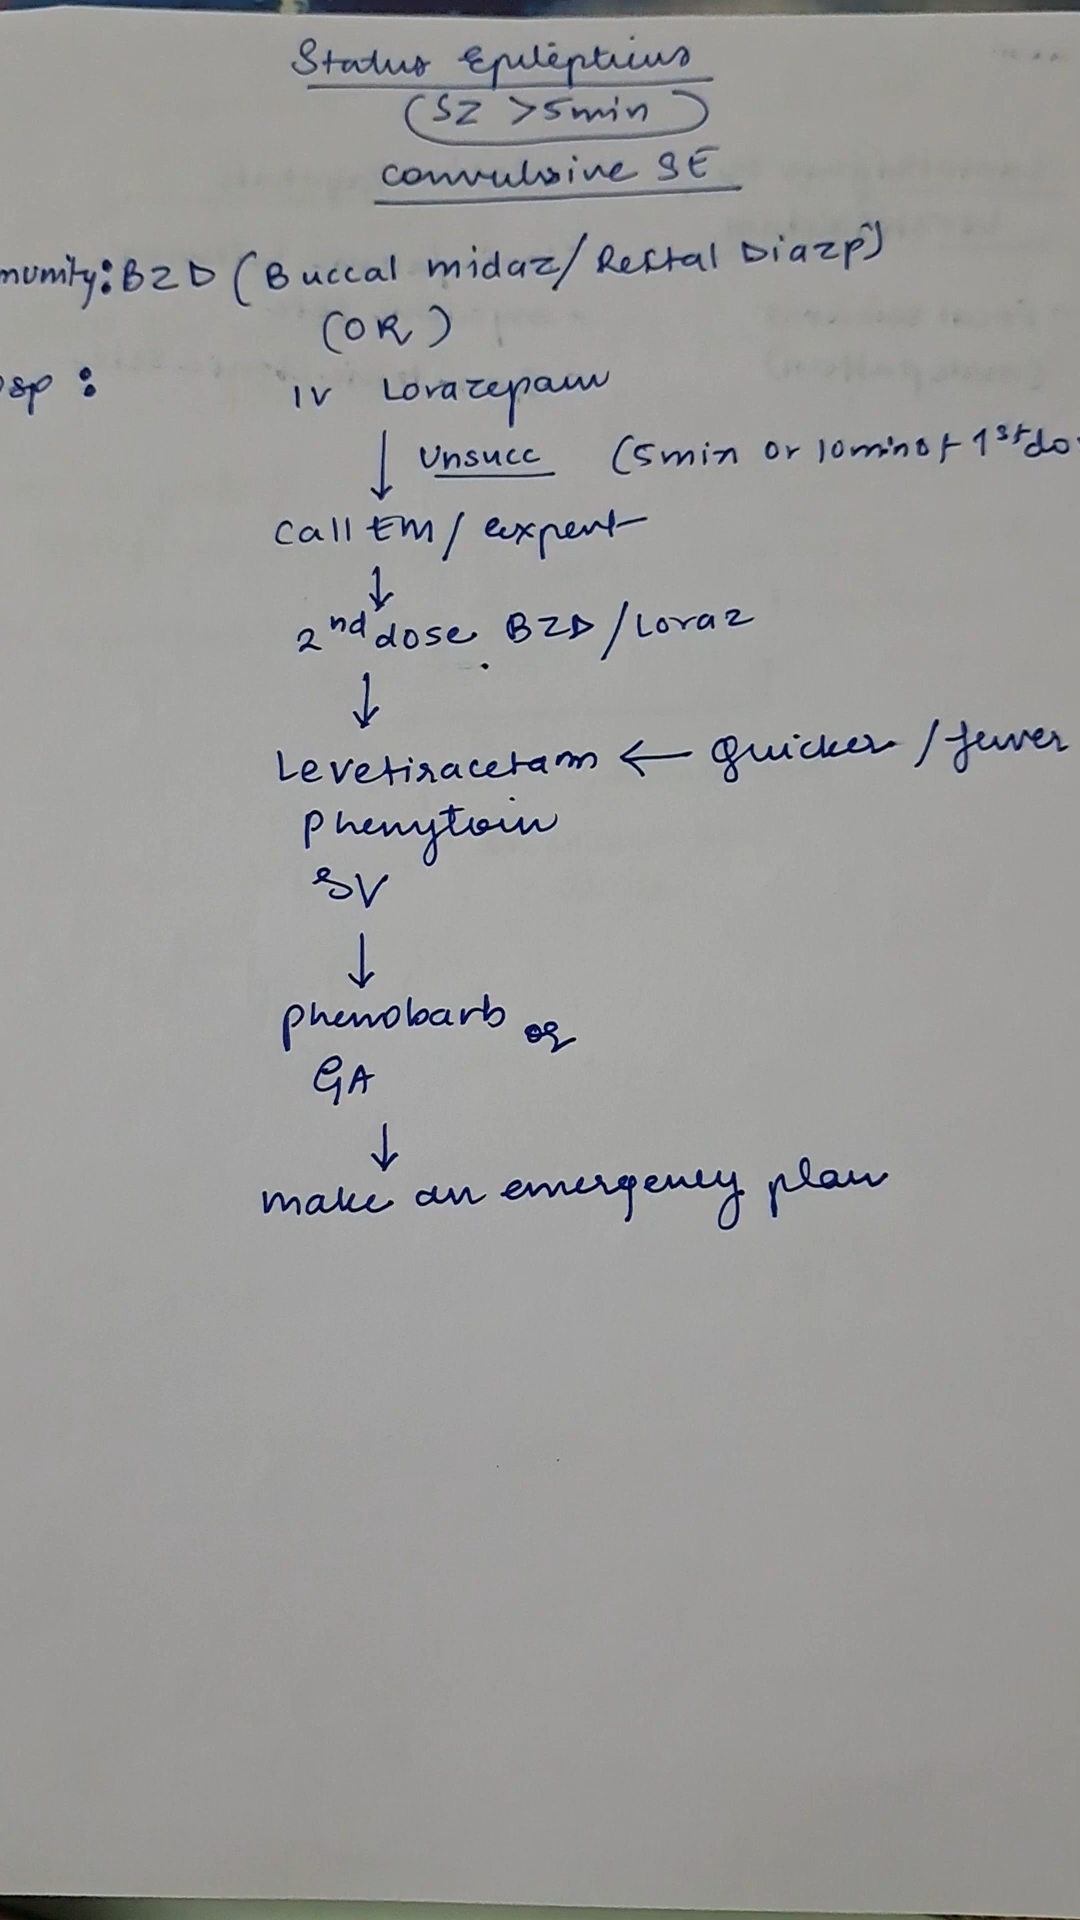 Status Epilepticus
(SZ >5min)
convulsive SE
munity: BZD (Buccal midaz/Rectal Diazp)
(OR)
osp: IV Lorazepam
↓ Unsucc (5min or 10min of 1st do
call EM/ expert
↓
2nd dose BZD/Loraz
↓
Levetiracetam ← quicker/fewer
phenytoin
SV
↓
phenobarb or
GA
↓
make an emergency plan